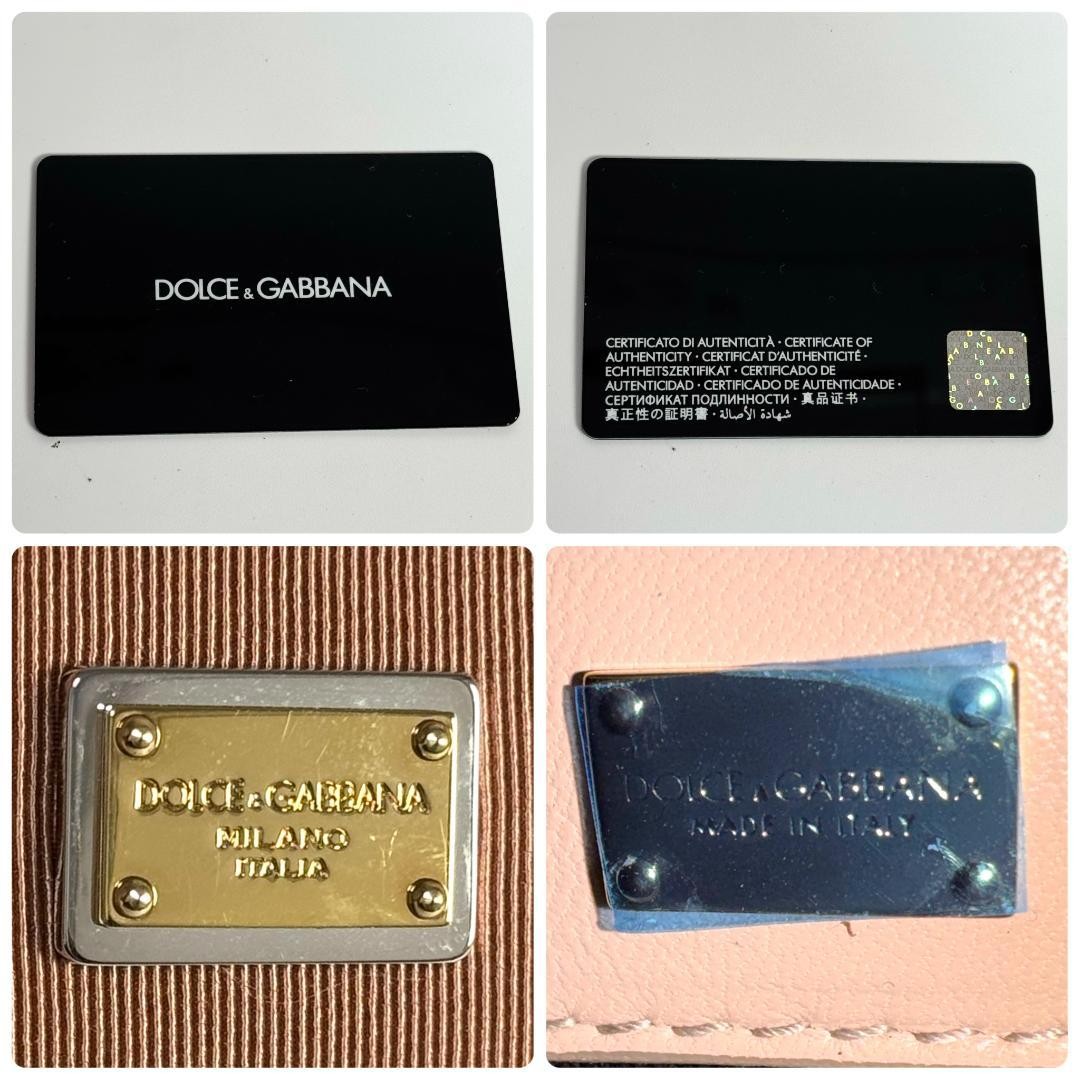 DOLCE & GABBANA
CERTIFICATO DI AUTENTICITÀ · CERTIFICATE OF
AUTHENTICITY · CERTIFICAT D'AUTHENTICITÉ ·
ECHTHEITSZERTIFIKAT · CERTIFICADO DE
AUTENTICIDAD · CERTIFICADO DE AUTENTICIDADE ·
СЕРТИФИКАТ ПОДЛИННОСТИ · 真品证书 ·
真正性の証明書 · شهادة الأصالة
DOLCE & GABBANA
MILANO
ITALIA
DOLCE & GABBANA
MADE IN ITALY